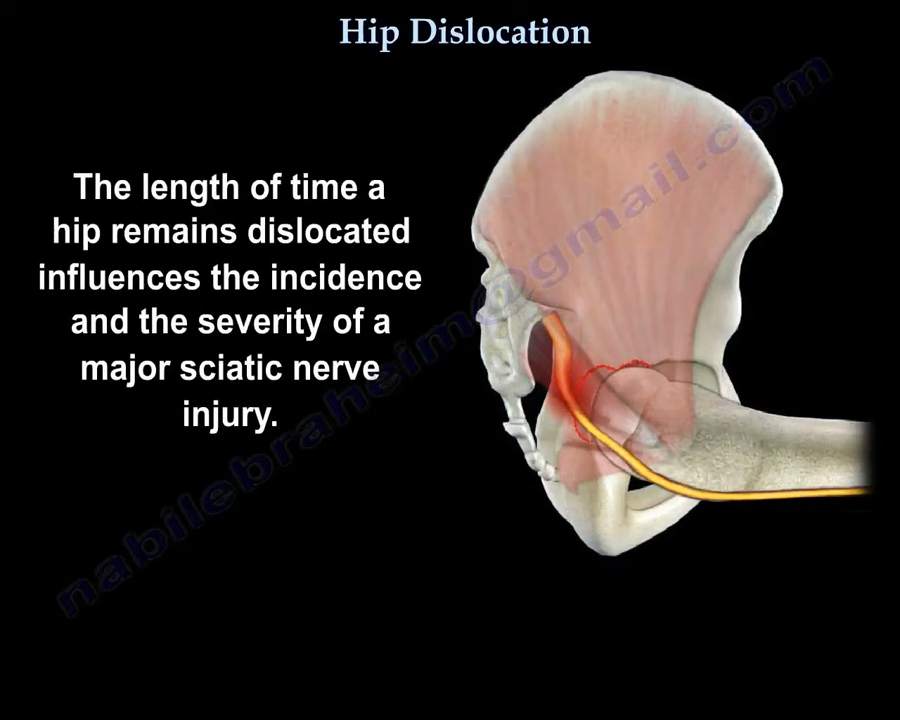 Hip Dislocation
The length of time a
hip remains dislocated
influences the incidence
and the severity of a
major sciatic nerve
injury.
nabilebraheim@gmail.com